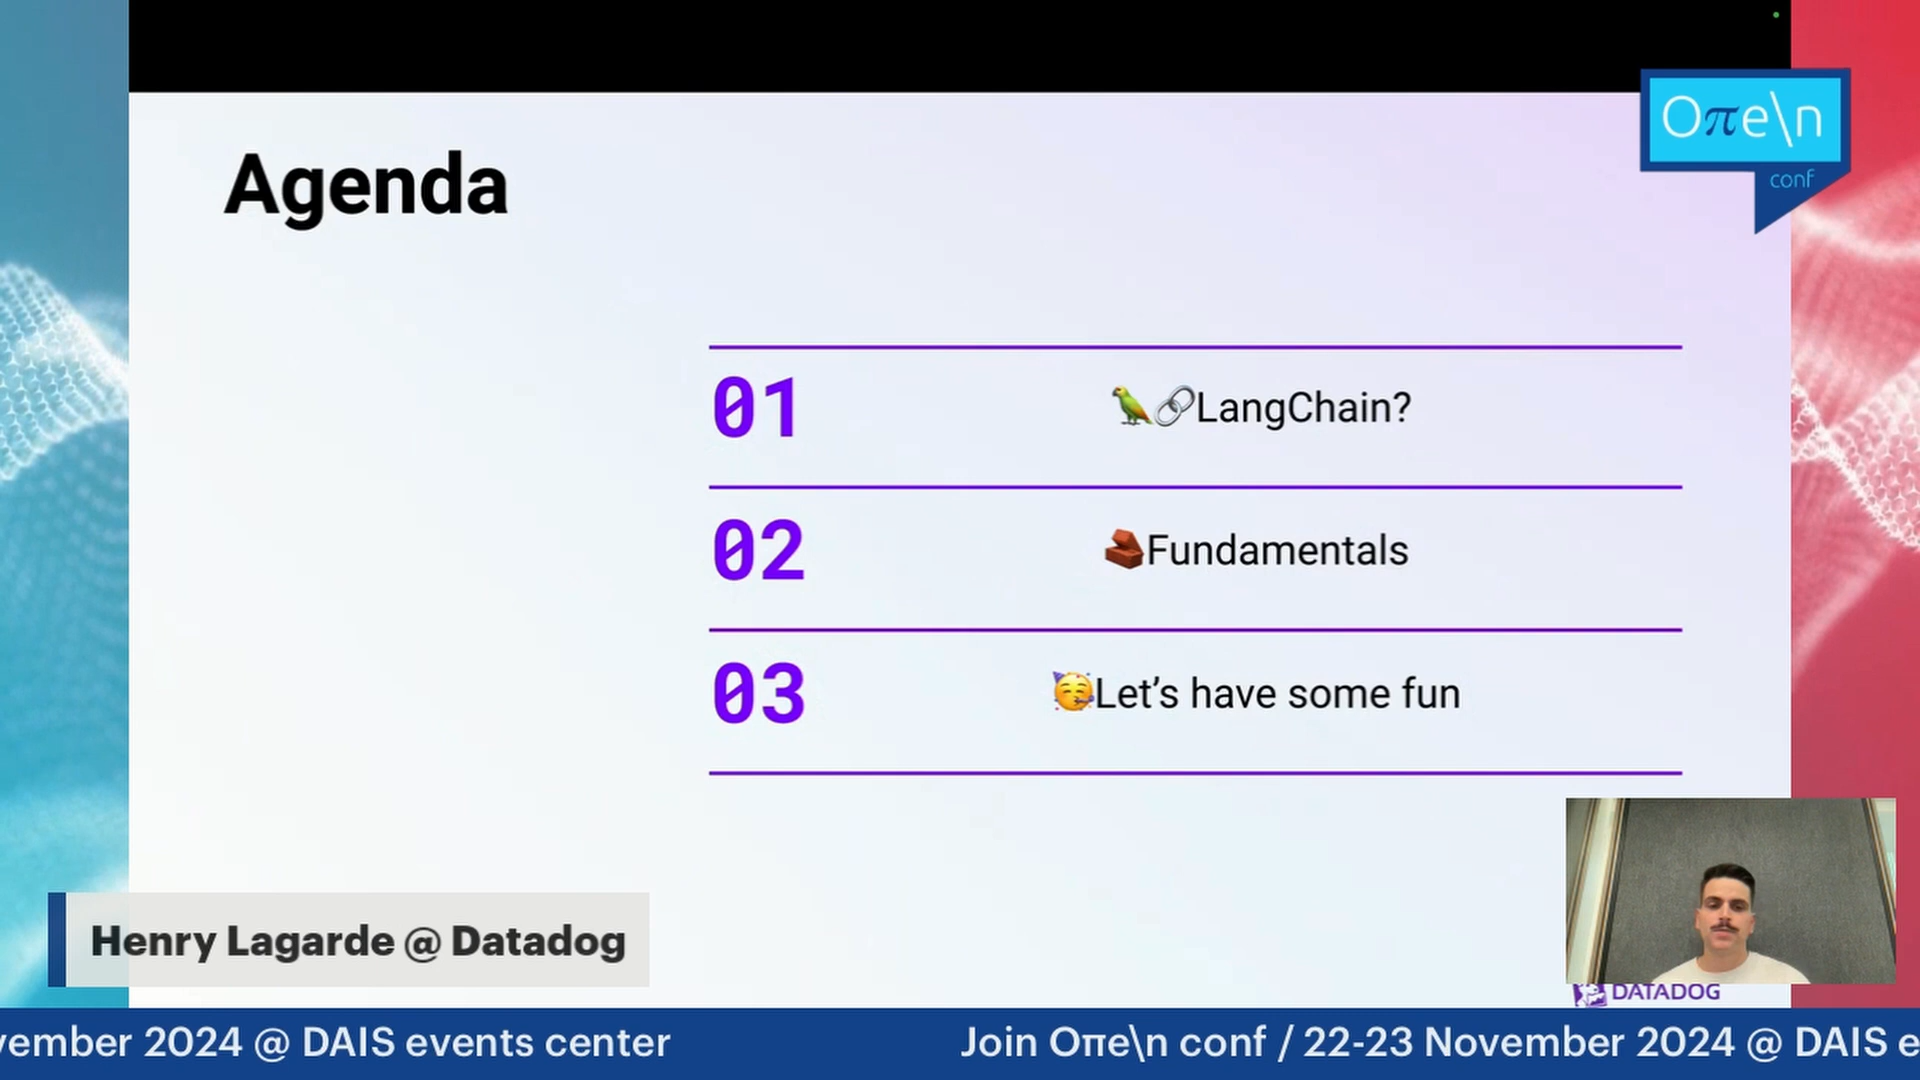 Oπe\n
conf
Agenda
01
🦜🔗LangChain?
02
🧱Fundamentals
03
🥳Let’s have some fun
Henry Lagarde @ Datadog
DATADOG
vember 2024 @ DAIS events center
Join Oπe\n conf / 22-23 November 2024 @ DAIS e